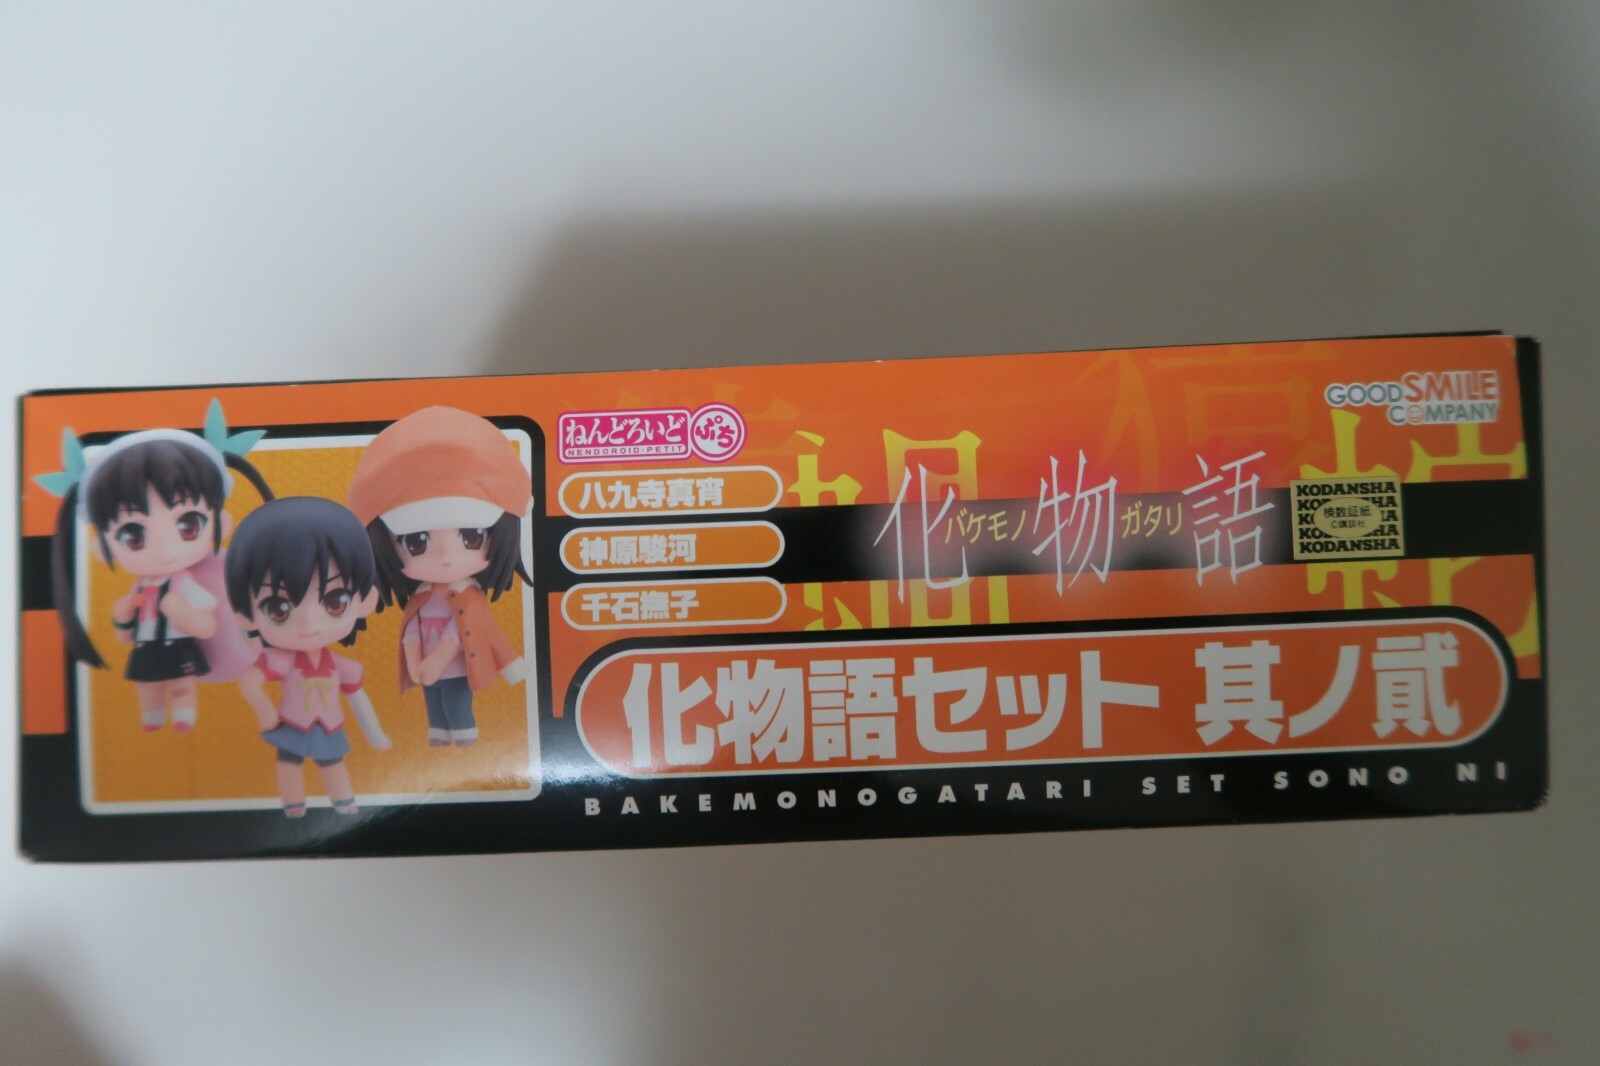 GOOD SMILE
COMPANY
ねんどろいど ぷち
NENDOROID·PETIT
八九寺真宵
神原駿河
千石撫子
化物語
バケモノ ガタリ
KODANSHA
検数証紙
©講談社
KODANSHA
化物語セット 其ノ貮
BAKEMONOGATARI SET SONO NI